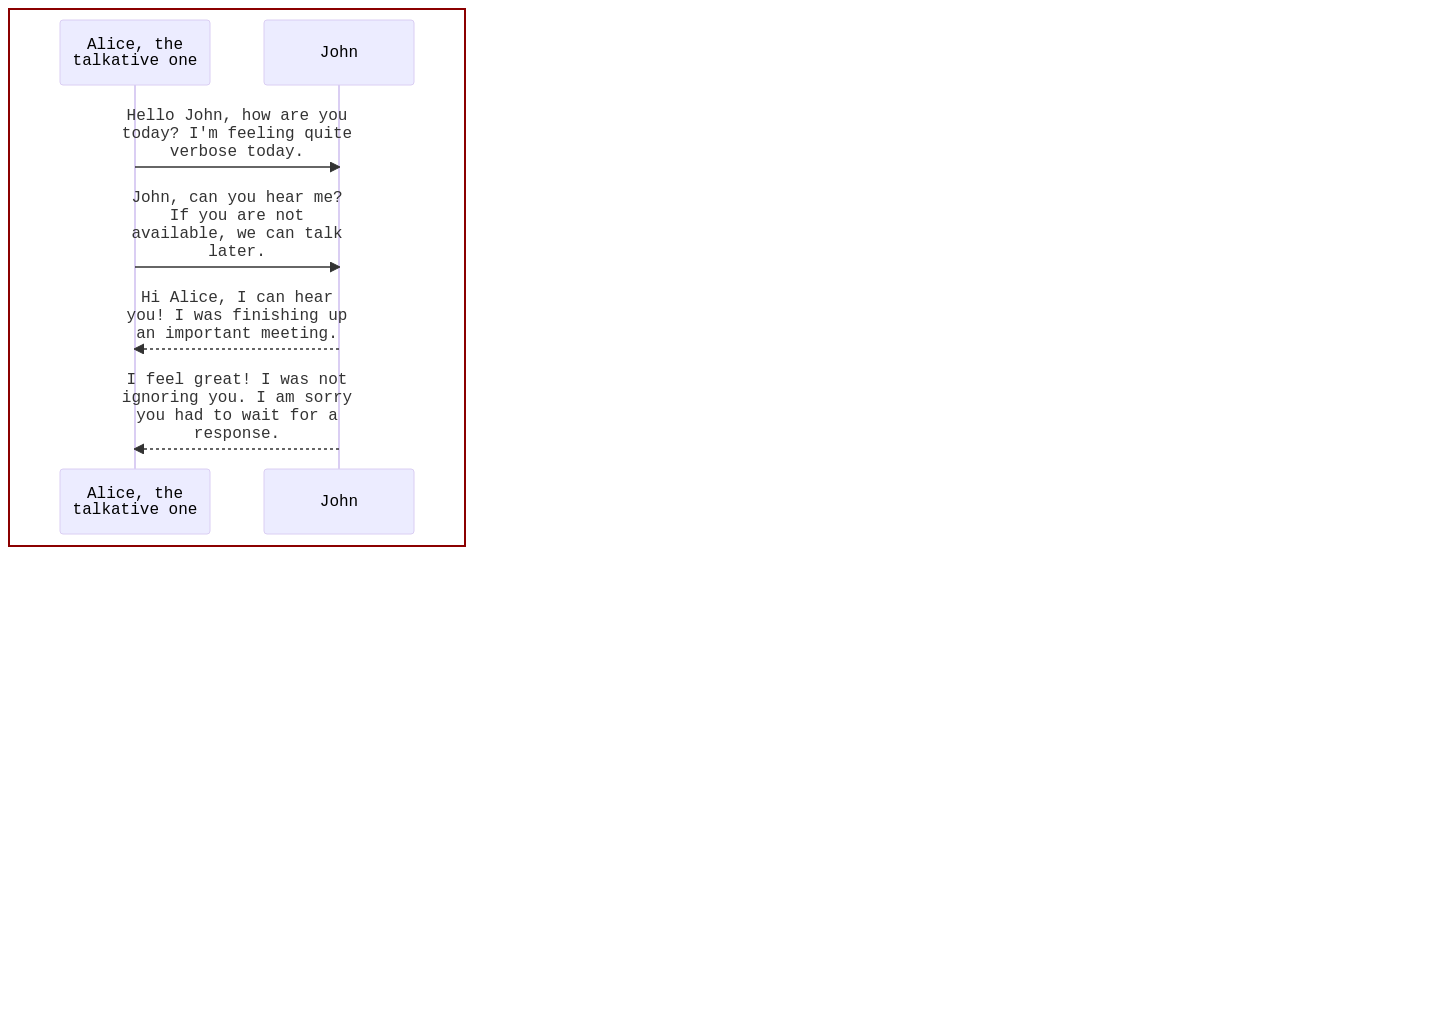 Alice, the
talkative one
John
Hello John, how are you
today? I'm feeling quite
verbose today.
John, can you hear me?
If you are not
available, we can talk
later.
Hi Alice, I can hear
you! I was finishing up
an important meeting.
I feel great! I was not
ignoring you. I am sorry
you had to wait for a
response.
Alice, the
talkative one
John